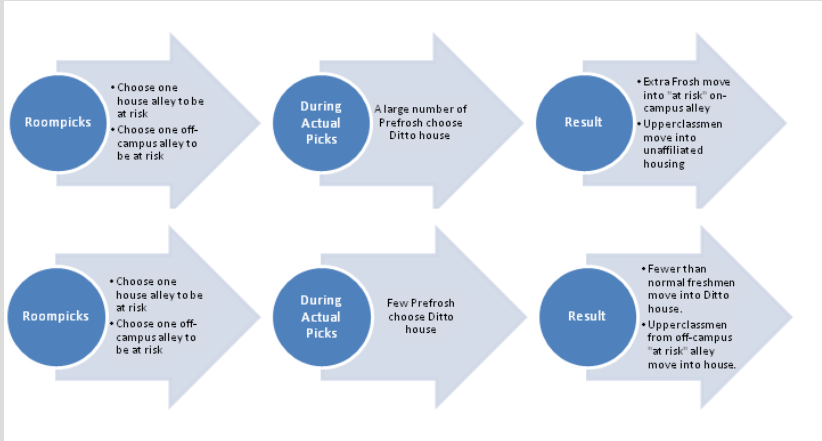 Roompicks
• Choose one
house alley to be
at risk
• Choose one off-
campus alley to
be at risk
During
Actual
Picks
A large number of
Prefrosh choose
Ditto house
Result
• Extra Frosh move
into "at risk" on-
campus alley
• Upperclassmen
move into
unaffiliated
housing
Roompicks
• Choose one
house alley to be
at risk
• Choose one off-
campus alley to
be at risk
During
Actual
Picks
Few Prefrosh
choose Ditto
house
Result
• Fewer than
normal freshmen
move into Ditto
house.
• Upperclassmen
from off-campus
"at risk" alley
move into house.